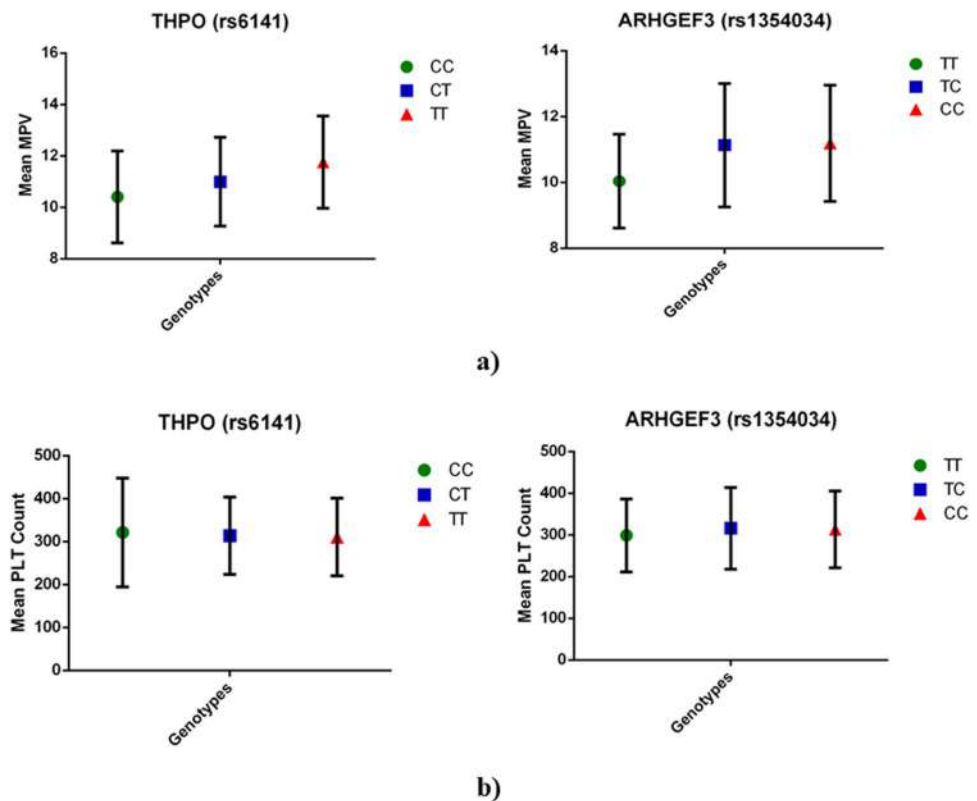 THPO (rs6141)
16
14
12
10
8
Mean MPV
Genotypes
CC
CT
TT
ARHGEF3 (rs1354034)
14
12
10
8
Mean MPV
Genotypes
TT
TC
CC
a)
THPO (rs6141)
500
400
300
200
100
0
Mean PLT Count
Genotypes
CC
CT
TT
ARHGEF3 (rs1354034)
500
400
300
200
100
0
Mean PLT Count
Genotypes
TT
TC
CC
b)